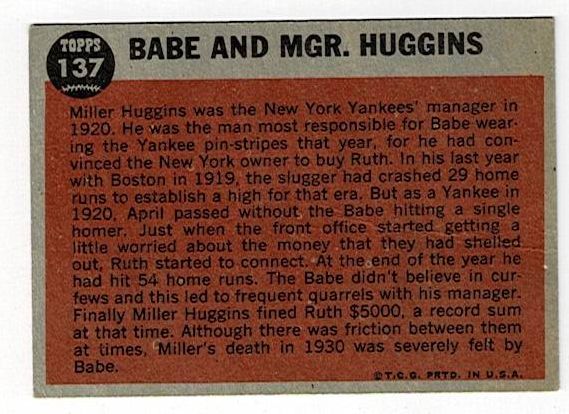 TOPPS
137
BABE AND MGR. HUGGINS
Miller Huggins was the New York Yankees' manager in
1920. He was the man most responsible for Babe wear-
ing the Yankee pin-stripes that year, for he had con-
vinced the New York owner to buy Ruth. In his last year
with Boston in 1919, the slugger had crashed 29 home
runs to establish a high for that era. But as a Yankee in
1920, April passed without the Babe hitting a single
homer. Just when the front office started getting a
little worried about the money that they had shelled
out, Ruth started to connect. At the end of the year he
had hit 54 home runs. The Babe didn't believe in cur-
fews and this led to frequent quarrels with his manager.
Finally Miller Huggins fined Ruth $5000, a record sum
at that time. Although there was friction between them
at times, Miller's death in 1930 was severely felt by
Babe.
©T.C.G. PRTD. IN U.S.A.